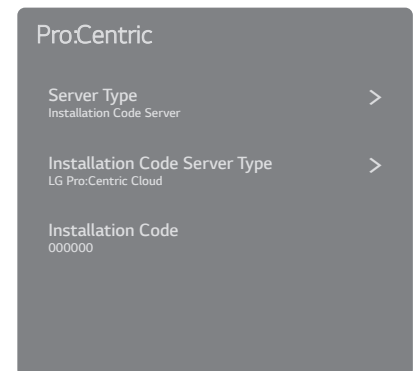 Pro:Centric
Server Type
Installation Code Server
Installation Code Server Type
LG Pro:Centric Cloud
Installation Code
000000